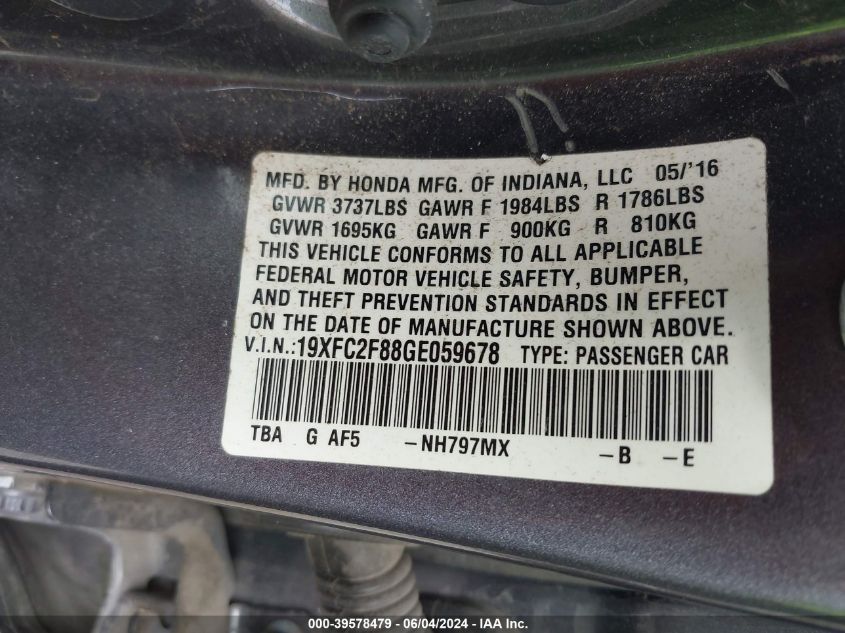 MFD. BY HONDA MFG. OF INDIANA, LLC 05/'16
GVWR 3737LBS GAWR F 1984LBS R 1786LBS
GVWR 1695KG GAWR F 900KG R 810KG
THIS VEHICLE CONFORMS TO ALL APPLICABLE
FEDERAL MOTOR VEHICLE SAFETY, BUMPER,
AND THEFT PREVENTION STANDARDS IN EFFECT
ON THE DATE OF MANUFACTURE SHOWN ABOVE.
V.I.N.:19XFC2F88GE059678 TYPE: PASSENGER CAR
TBA G AF5 -NH797MX -B -E
000-39578479 - 06/04/2024 - IAA Inc.